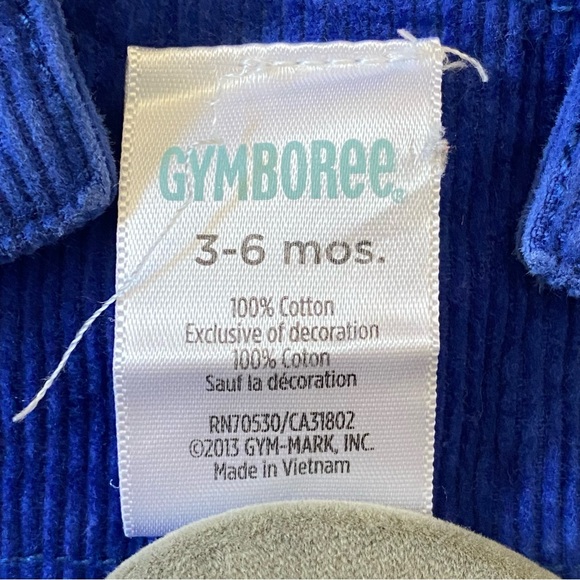 GYMBOREE®
3-6 mos.
100% Cotton
Exclusive of decoration
100% Coton
Sauf la décoration
RN70530/CA31802
©2013 GYM-MARK, INC.
Made in Vietnam